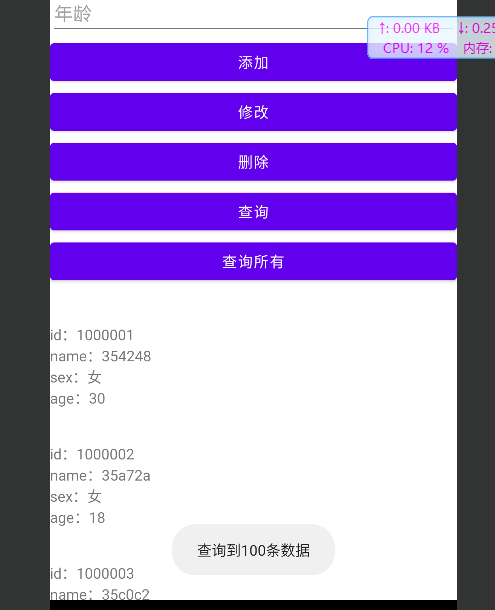 年龄
↑: 0.00 KB ↓: 0.25
CPU: 12 % 内存:
添加
修改
删除
查询
查询所有
id：1000001
name：354248
sex：女
age：30
id：1000002
name：35a72a
sex：女
age：18
查询到100条数据
id：1000003
name：35c0c2